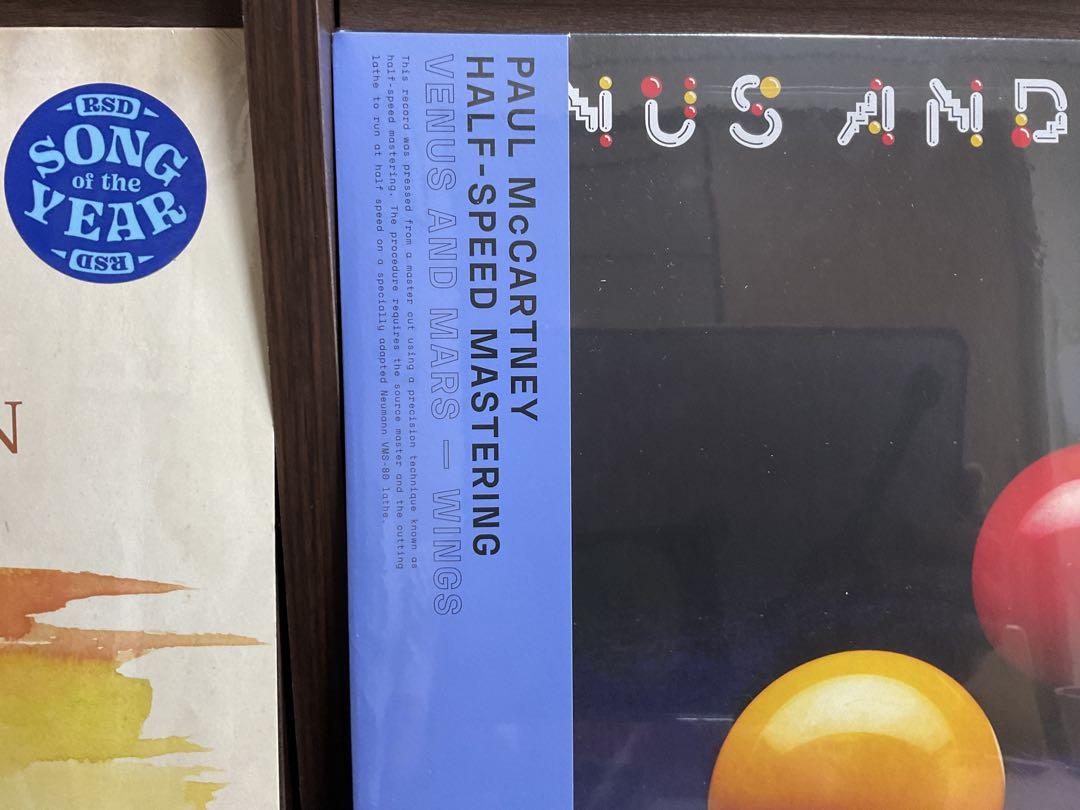 RSD
SONG
of the
YEAR
RSD
N
PAUL McCARTNEY
HALF-SPEED MASTERING
VENUS AND MARS — WINGS
This record was pressed from a master cut using a precision technique known as
half-speed mastering. The procedure requires the source master and the cutting
lathe to run at half speed on a specially adapted Neumann VMS-80 lathe.
NUS AND